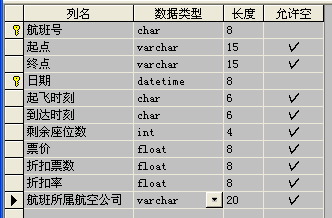 列名 数据类型 长度 允许空
航班号 char 8
起点 varchar 15 ✓
终点 varchar 15 ✓
日期 datetime 8
起飞时刻 char 6 ✓
到达时刻 char 6 ✓
剩余座位数 int 4 ✓
票价 float 8 ✓
折扣票数 float 8 ✓
折扣率 float 8 ✓
航班所属航空公司 varchar 20 ✓